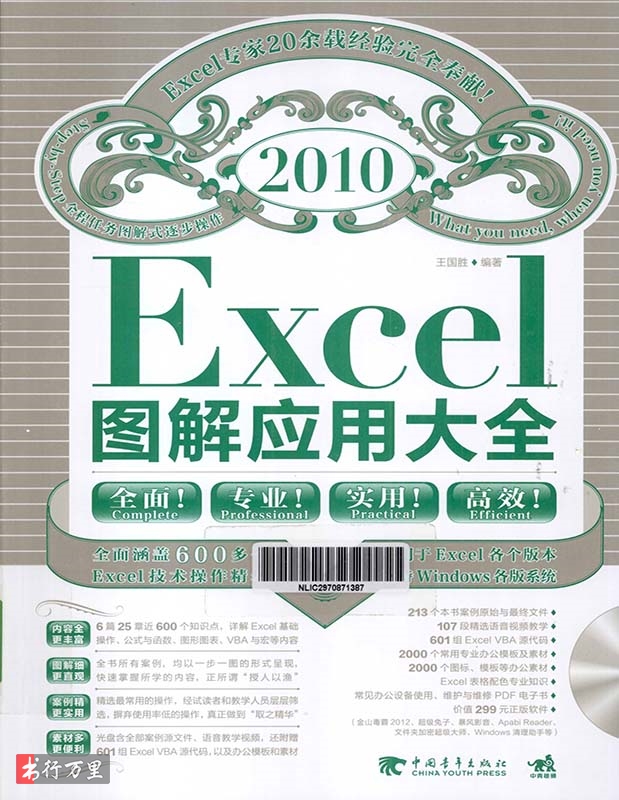 Excel专家20余载经验完全奉献！
2010
Step-by-Step 全程任务图解式逐步操作
What you need, when you need it!
王国胜◆编著
Excel
图解应用大全
全面！
Complete
专业！
Professional
实用！
Practical
高效！
Efficient
全面涵盖600多
于Excel各个版本
Excel技术操作精
Windows各版系统
NLIC2970871387
内容全
更丰富
6篇25章近600个知识点，详解Excel基础
操作、公式与函数、图形图表、VBA与宏等内容
图解细
更直观
全书所有案例，均以一步一图的形式呈现，
快速掌握所学的内容，正所谓“授人以渔”
案例精
更实用
精选最常用的操作，经试读者和教学人员层层筛
选，摒弃使用率低的操作，真正做到“取之精华”
素材多
更便利
光盘含全部案例源文件、语音教学视频，还附赠
601组Excel VBA源代码，以及办公模板和素材
213个本书案例原始与最终文件
107段精选语音视频教学
601组Excel VBA源代码
2000个常用专业办公模板及素材
2000个图标、模板等办公素材
Excel表格配色专业知识
常见办公设备使用、维护与维修PDF电子书
价值299元正版软件
（金山毒霸2012、超级兔子、暴风影音、Apabi Reader、
文件夹加密超级大师、Windows清理助手等）
书行万里
中国青年出版社
CHINA YOUTH PRESS
中青雄狮